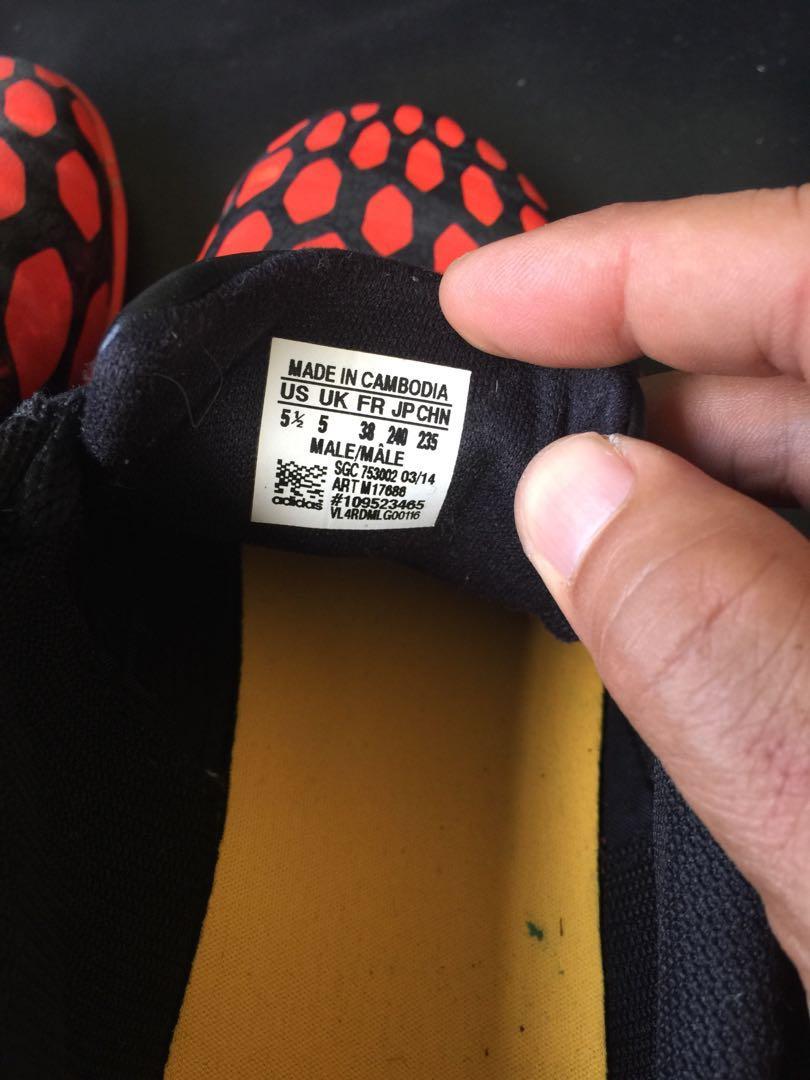 MADE IN CAMBODIA
US UK FR JP CHN
5½ 5 38 240 235
MALE/MÂLE
SGC 753002 03/14
ART M17686
#109523465
adidas VL4RDMLG00116